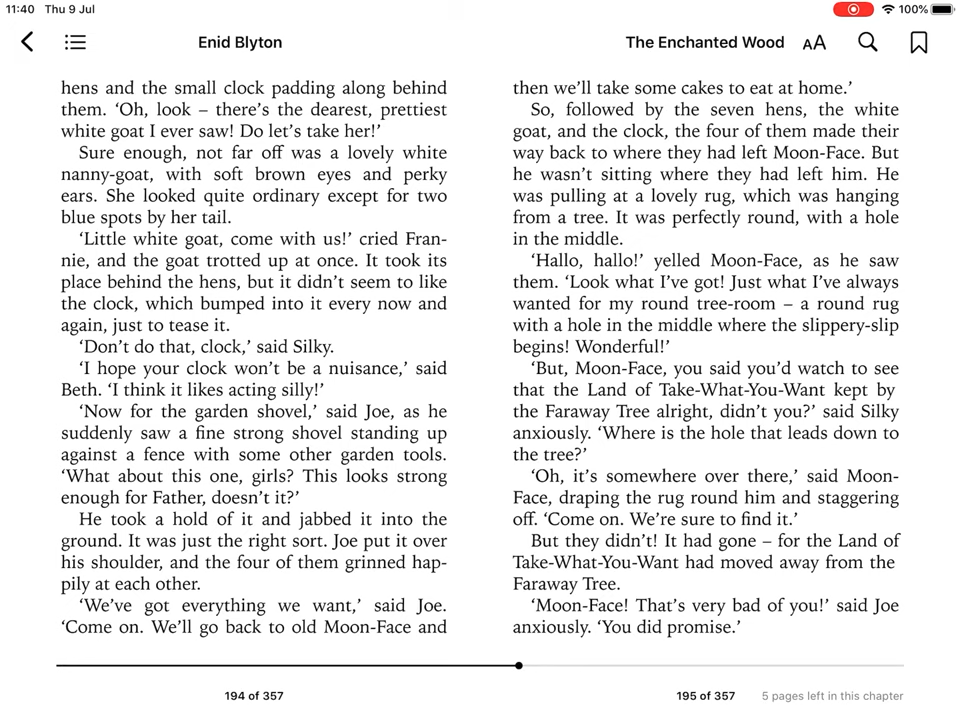 11:40 Thu 9 Jul
100%
Enid Blyton
The Enchanted Wood
AA
hens and the small clock padding along behind
them. ‘Oh, look – there’s the dearest, prettiest
white goat I ever saw! Do let’s take her!’
Sure enough, not far off was a lovely white
nanny-goat, with soft brown eyes and perky
ears. She looked quite ordinary except for two
blue spots by her tail.
‘Little white goat, come with us!’ cried Fran-
nie, and the goat trotted up at once. It took its
place behind the hens, but it didn’t seem to like
the clock, which bumped into it every now and
again, just to tease it.
‘Don’t do that, clock,’ said Silky.
‘I hope your clock won’t be a nuisance,’ said
Beth. ‘I think it likes acting silly!’
‘Now for the garden shovel,’ said Joe, as he
suddenly saw a fine strong shovel standing up
against a fence with some other garden tools.
‘What about this one, girls? This looks strong
enough for Father, doesn’t it?’
He took a hold of it and jabbed it into the
ground. It was just the right sort. Joe put it over
his shoulder, and the four of them grinned hap-
pily at each other.
‘We’ve got everything we want,’ said Joe.
‘Come on. We’ll go back to old Moon-Face and
then we’ll take some cakes to eat at home.’
So, followed by the seven hens, the white
goat, and the clock, the four of them made their
way back to where they had left Moon-Face. But
he wasn’t sitting where they had left him. He
was pulling at a lovely rug, which was hanging
from a tree. It was perfectly round, with a hole
in the middle.
‘Hallo, hallo!’ yelled Moon-Face, as he saw
them. ‘Look what I’ve got! Just what I’ve always
wanted for my round tree-room – a round rug
with a hole in the middle where the slippery-slip
begins! Wonderful!’
‘But, Moon-Face, you said you’d watch to see
that the Land of Take-What-You-Want kept by
the Faraway Tree alright, didn’t you?’ said Silky
anxiously. ‘Where is the hole that leads down to
the tree?’
‘Oh, it’s somewhere over there,’ said Moon-
Face, draping the rug round him and staggering
off. ‘Come on. We’re sure to find it.’
But they didn’t! It had gone – for the Land of
Take-What-You-Want had moved away from the
Faraway Tree.
‘Moon-Face! That’s very bad of you!’ said Joe
anxiously. ‘You did promise.’
194 of 357
195 of 357
5 pages left in this chapter